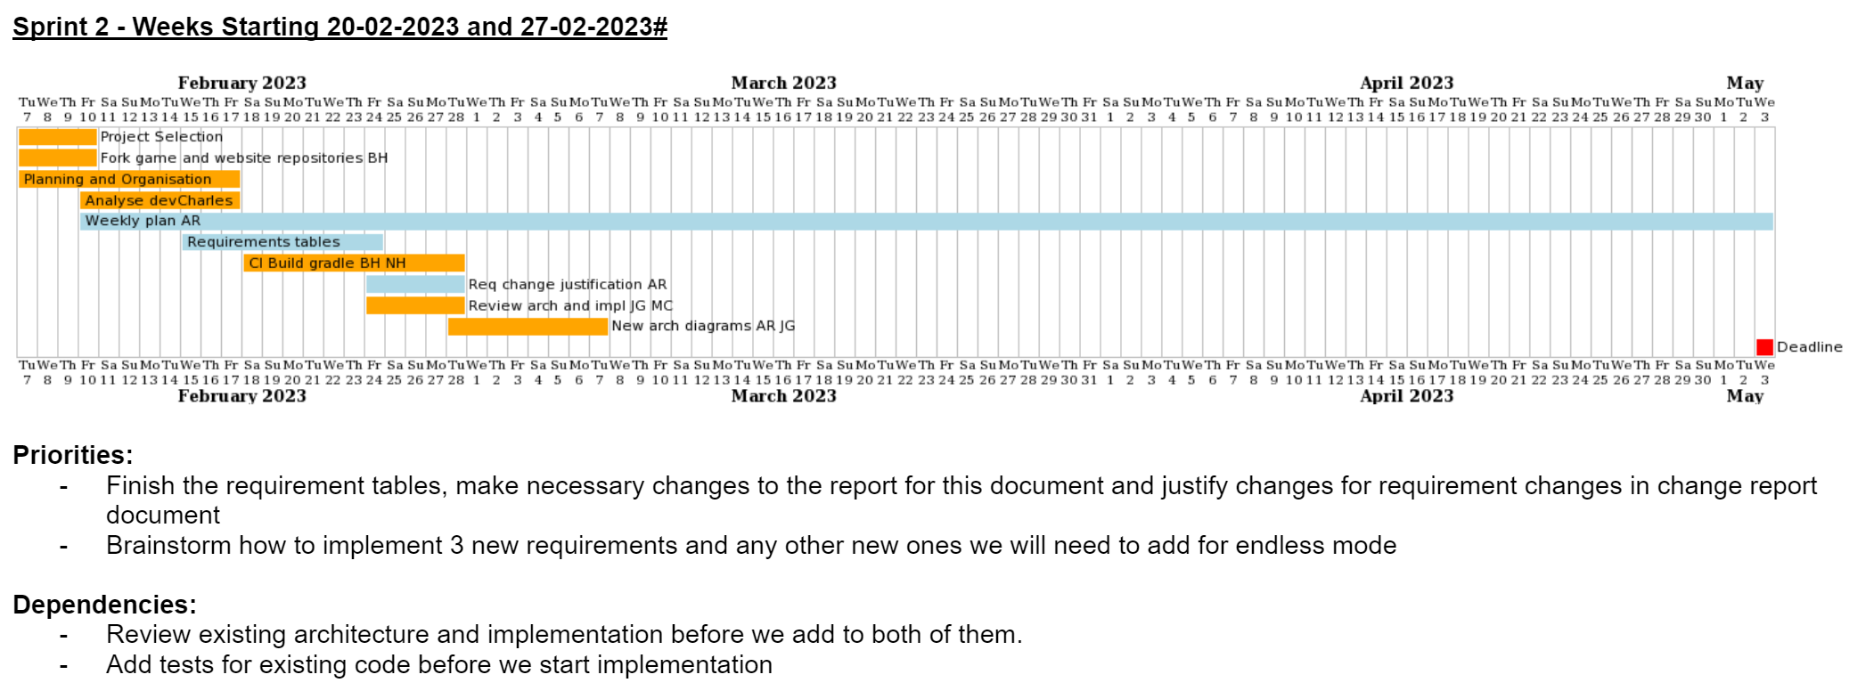 Sprint 2 - Weeks Starting 20-02-2023 and 27-02-2023#
February 2023 March 2023 April 2023 May
Tu We Th Fr Sa Su Mo Tu We Th Fr Sa Su Mo Tu We Th Fr Sa Su Mo Tu We Th Fr Sa Su Mo Tu We Th Fr Sa Su Mo Tu We Th Fr Sa Su Mo Tu We Th Fr Sa Su Mo Tu We Th Fr Sa Su Mo Tu We Th Fr Sa Su Mo Tu We Th Fr Sa Su Mo Tu We Th Fr Sa Su Mo Tu We Th Fr Sa Su Mo Tu We
7 8 9 10 11 12 13 14 15 16 17 18 19 20 21 22 23 24 25 26 27 28 1 2 3 4 5 6 7 8 9 10 11 12 13 14 15 16 17 18 19 20 21 22 23 24 25 26 27 28 29 30 31 1 2 3 4 5 6 7 8 9 10 11 12 13 14 15 16 17 18 19 20 21 22 23 24 25 26 27 28 29 30 1 2 3
Project Selection
Fork game and website repositories BH
Planning and Organisation
Analyse devCharles
Weekly plan AR
Requirements tables
CI Build gradle BH NH
Req change justification AR
Review arch and impl JG MC
New arch diagrams AR JG
Deadline
Tu We Th Fr Sa Su Mo Tu We Th Fr Sa Su Mo Tu We Th Fr Sa Su Mo Tu We Th Fr Sa Su Mo Tu We Th Fr Sa Su Mo Tu We Th Fr Sa Su Mo Tu We Th Fr Sa Su Mo Tu We Th Fr Sa Su Mo Tu We Th Fr Sa Su Mo Tu We Th Fr Sa Su Mo Tu We Th Fr Sa Su Mo Tu We Th Fr Sa Su Mo Tu We
7 8 9 10 11 12 13 14 15 16 17 18 19 20 21 22 23 24 25 26 27 28 1 2 3 4 5 6 7 8 9 10 11 12 13 14 15 16 17 18 19 20 21 22 23 24 25 26 27 28 29 30 31 1 2 3 4 5 6 7 8 9 10 11 12 13 14 15 16 17 18 19 20 21 22 23 24 25 26 27 28 29 30 1 2 3
February 2023 March 2023 April 2023 May
Priorities:
- Finish the requirement tables, make necessary changes to the report for this document and justify changes for requirement changes in change report
document
- Brainstorm how to implement 3 new requirements and any other new ones we will need to add for endless mode
Dependencies:
- Review existing architecture and implementation before we add to both of them.
- Add tests for existing code before we start implementation